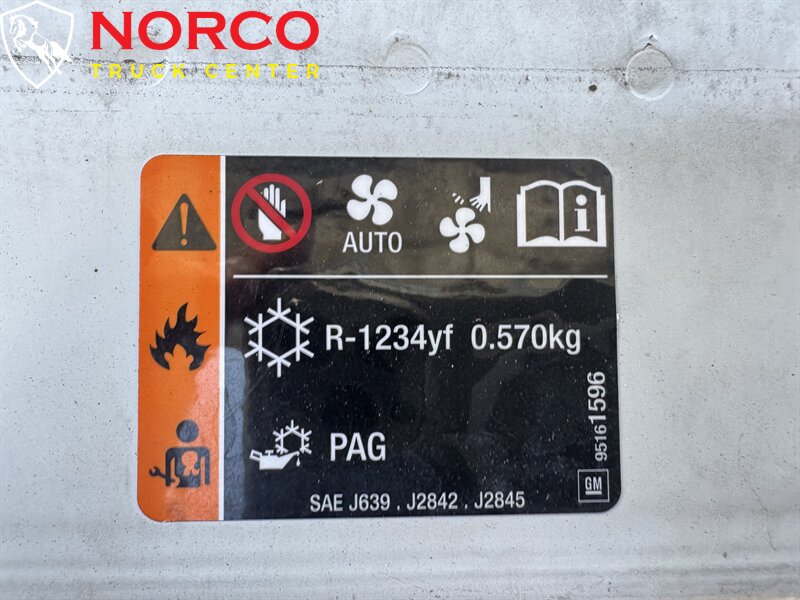 NORCO
TRUCK CENTER
AUTO
i
R-1234yf 0.570kg
PAG
95161596
SAE J639 , J2842 , J2845
GM